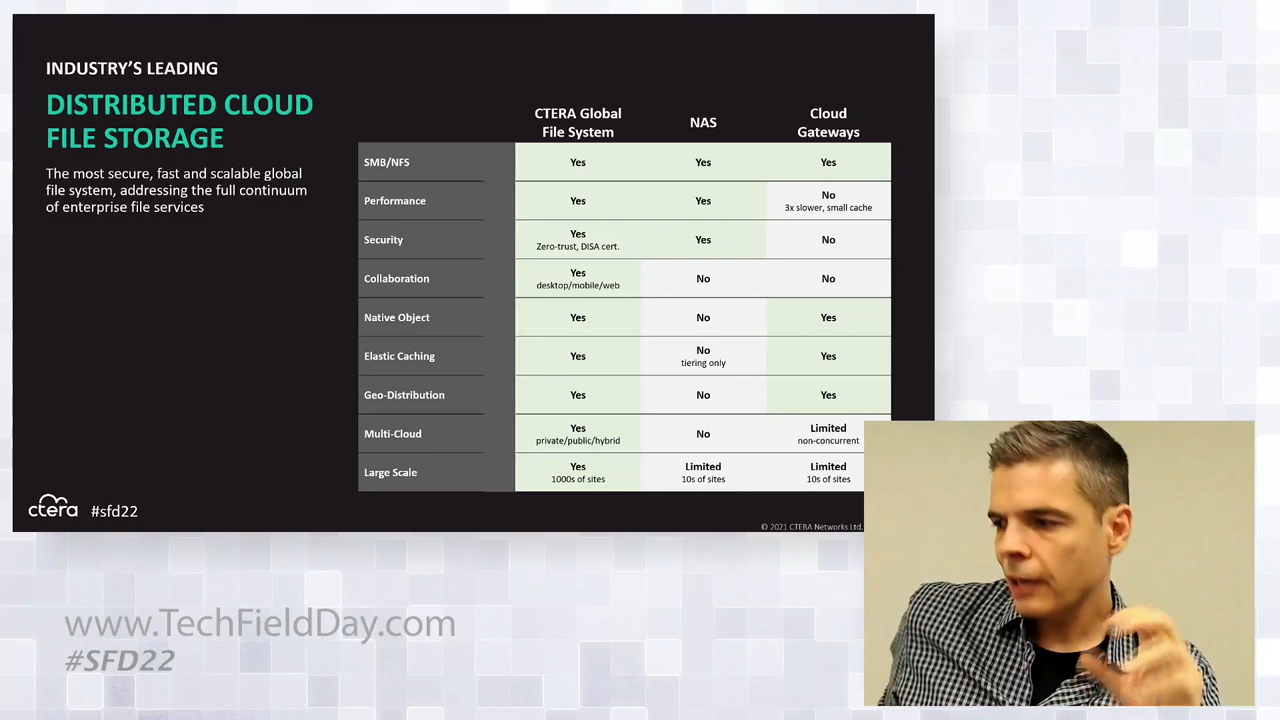 INDUSTRY'S LEADING
DISTRIBUTED CLOUD
FILE STORAGE
The most secure, fast and scalable global
file system, addressing the full continuum
of enterprise file services
CTERA Global
File System
NAS
Cloud
Gateways
SMB/NFS
Yes
Yes
Yes
Performance
Yes
Yes
No
3x slower, small cache
Security
Yes
Zero-trust, DISA cert.
Yes
No
Collaboration
Yes
desktop/mobile/web
No
No
Native Object
Yes
No
Yes
Elastic Caching
Yes
No
tiering only
Yes
Geo-Distribution
Yes
No
Yes
Multi-Cloud
Yes
private/public/hybrid
No
Limited
non-concurrent
Large Scale
Yes
1000s of sites
Limited
10s of sites
Limited
10s of sites
ctera
#sfd22
© 2021 CTERA Networks Ltd.
www.TechFieldDay.com
#SFD22